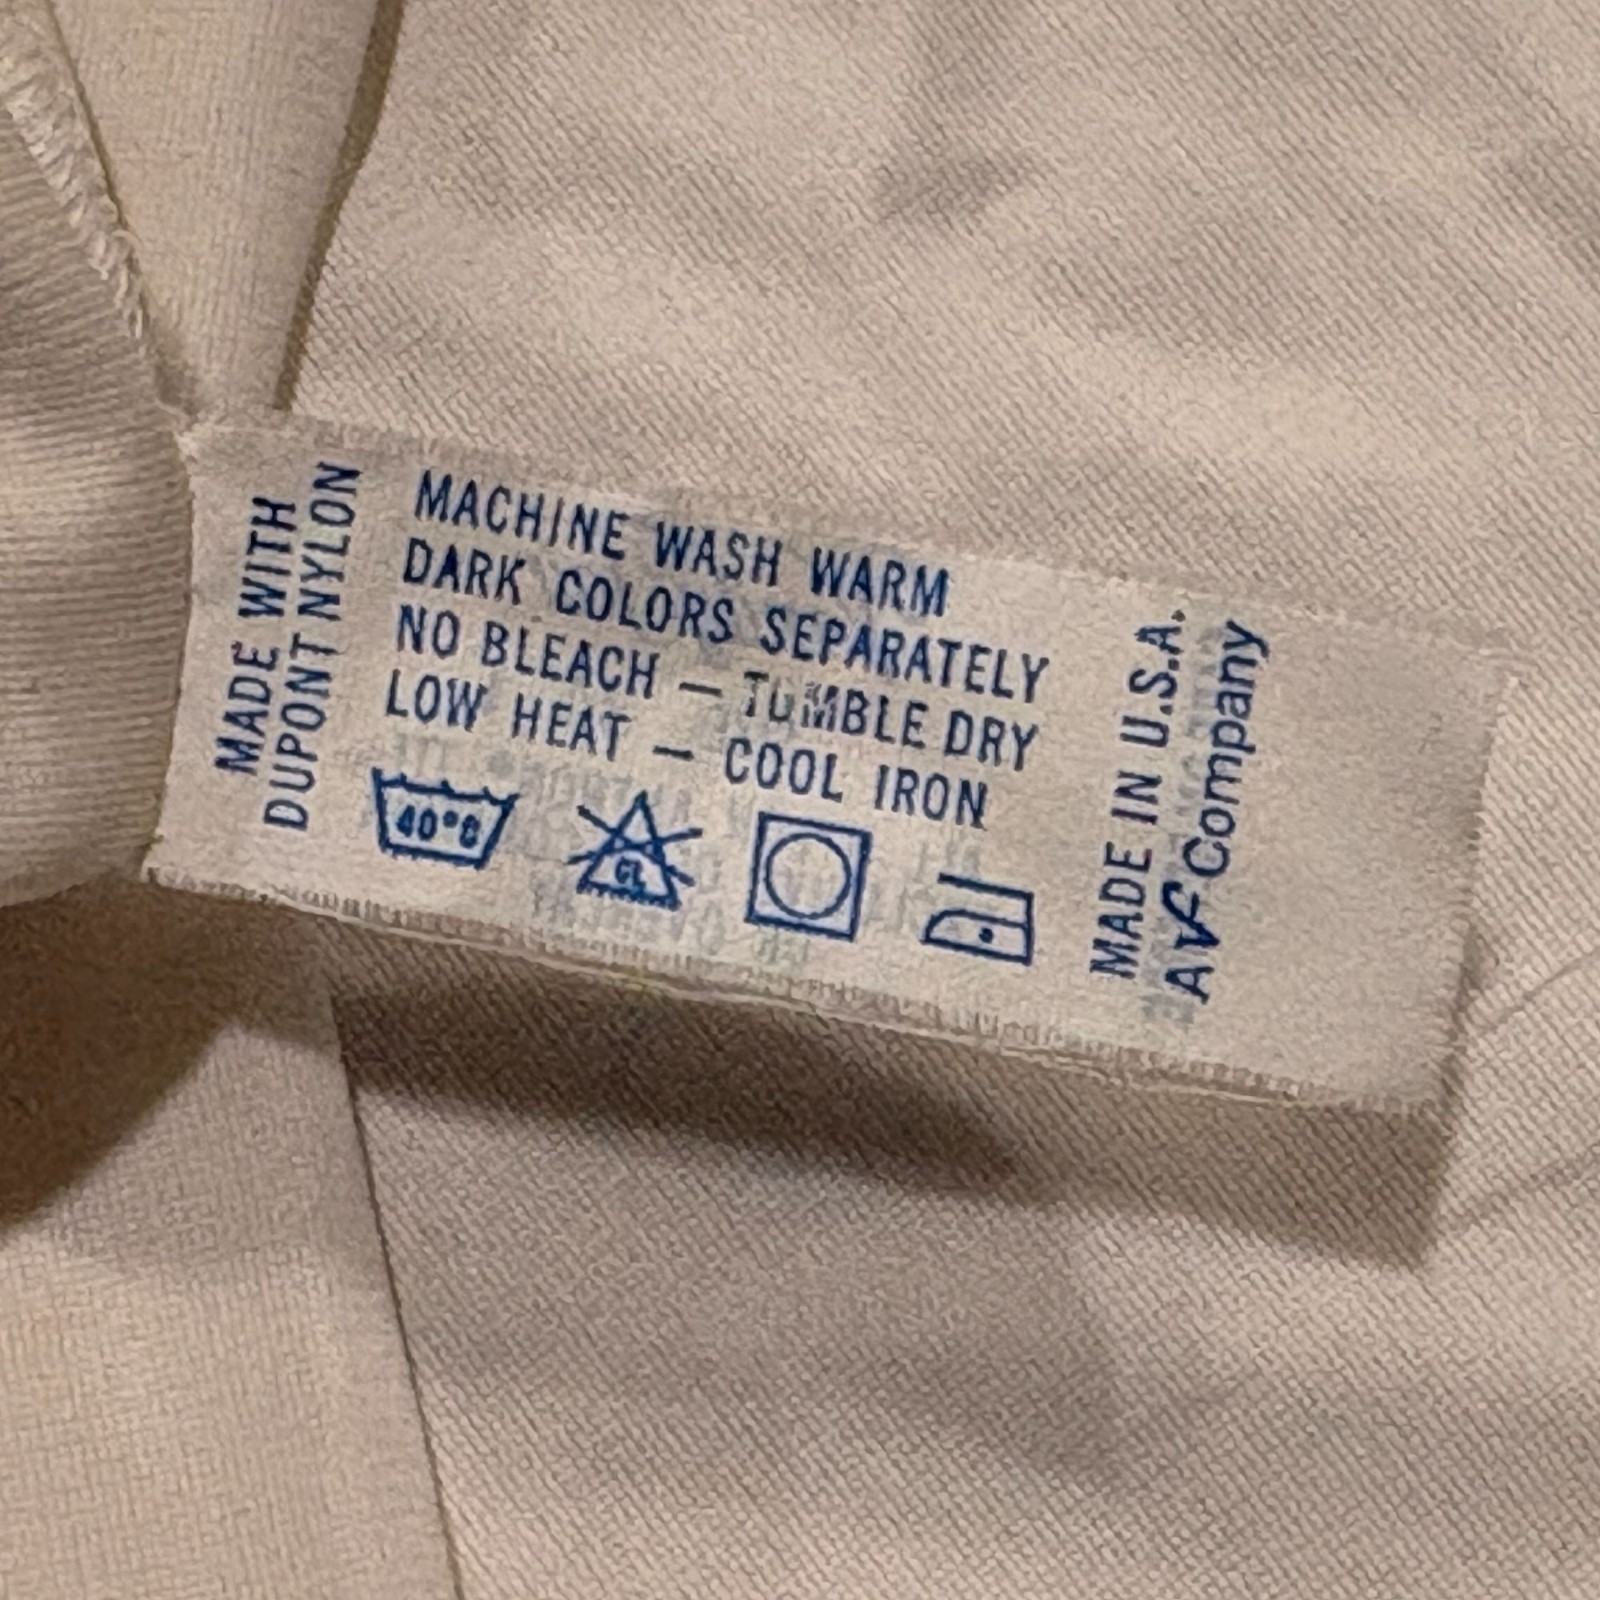 MADE WITH
DUPONT NYLON
MACHINE WASH WARM
DARK COLORS SEPARATELY
NO BLEACH — TUMBLE DRY
LOW HEAT — COOL IRON
40°C
CL
MADE IN U.S.A.
A VF Company